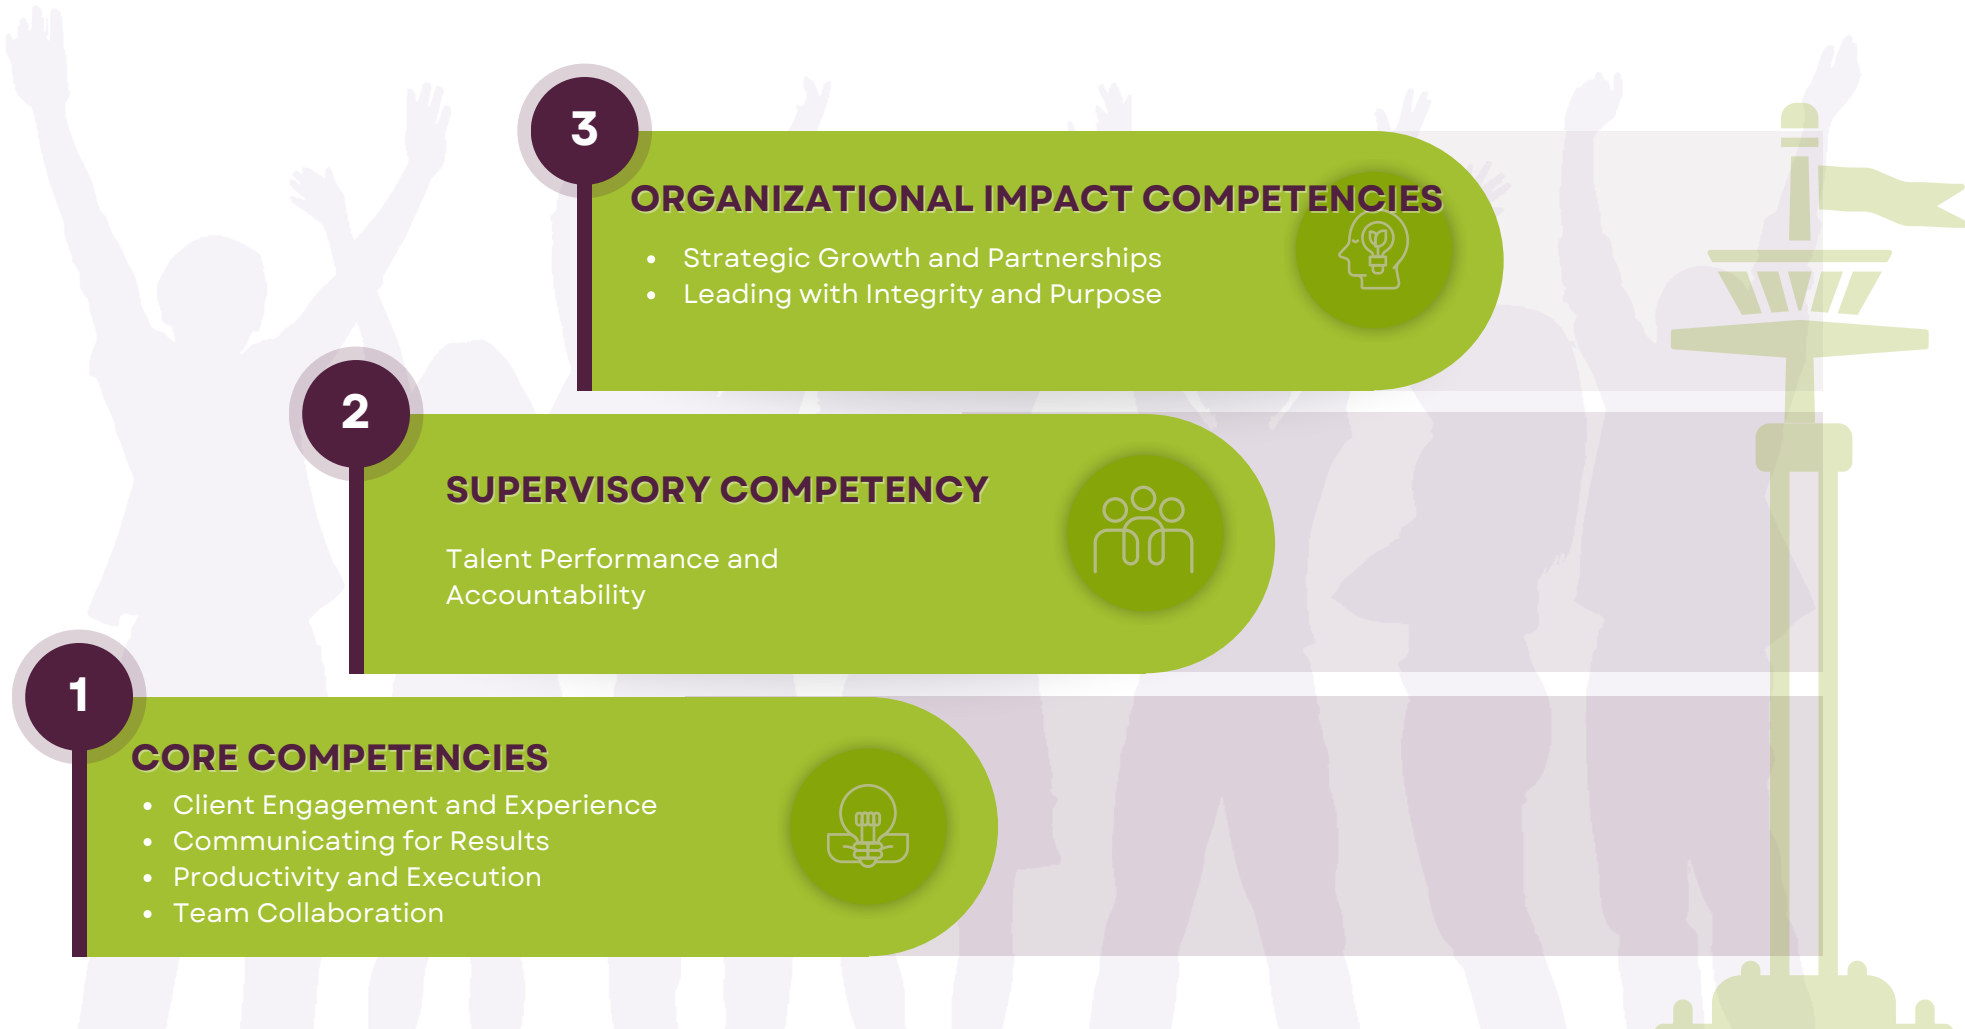 3
ORGANIZATIONAL IMPACT COMPETENCIES
• Strategic Growth and Partnerships
• Leading with Integrity and Purpose
2
SUPERVISORY COMPETENCY
Talent Performance and
Accountability
1
CORE COMPETENCIES
• Client Engagement and Experience
• Communicating for Results
• Productivity and Execution
• Team Collaboration